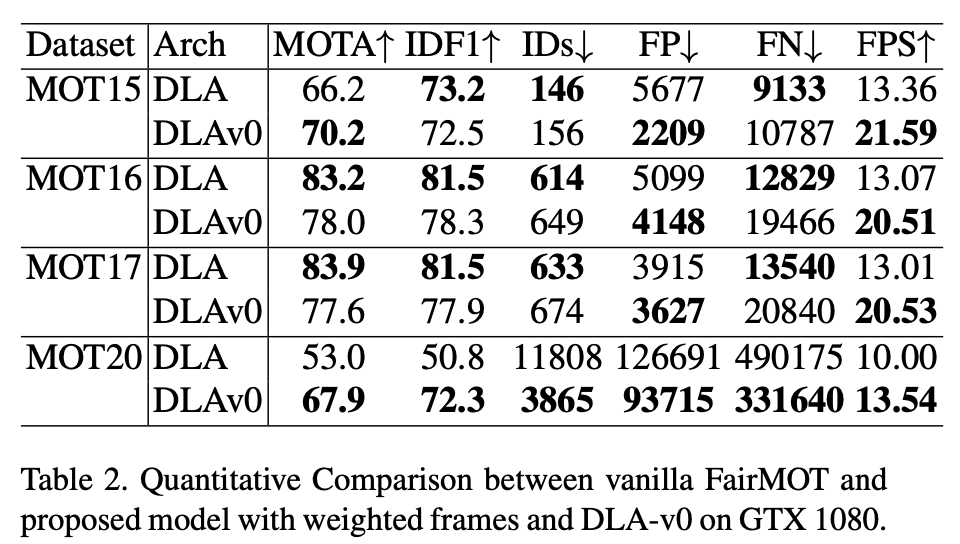 Dataset Arch MOTA↑ IDF1↑ IDs↓ FP↓ FN↓ FPS↑
MOT15 DLA 66.2 73.2 146 5677 9133 13.36
DLAv0 70.2 72.5 156 2209 10787 21.59
MOT16 DLA 83.2 81.5 614 5099 12829 13.07
DLAv0 78.0 78.3 649 4148 19466 20.51
MOT17 DLA 83.9 81.5 633 3915 13540 13.01
DLAv0 77.6 77.9 674 3627 20840 20.53
MOT20 DLA 53.0 50.8 11808 126691 490175 10.00
DLAv0 67.9 72.3 3865 93715 331640 13.54
Table 2. Quantitative Comparison between vanilla FairMOT and
proposed model with weighted frames and DLA-v0 on GTX 1080.